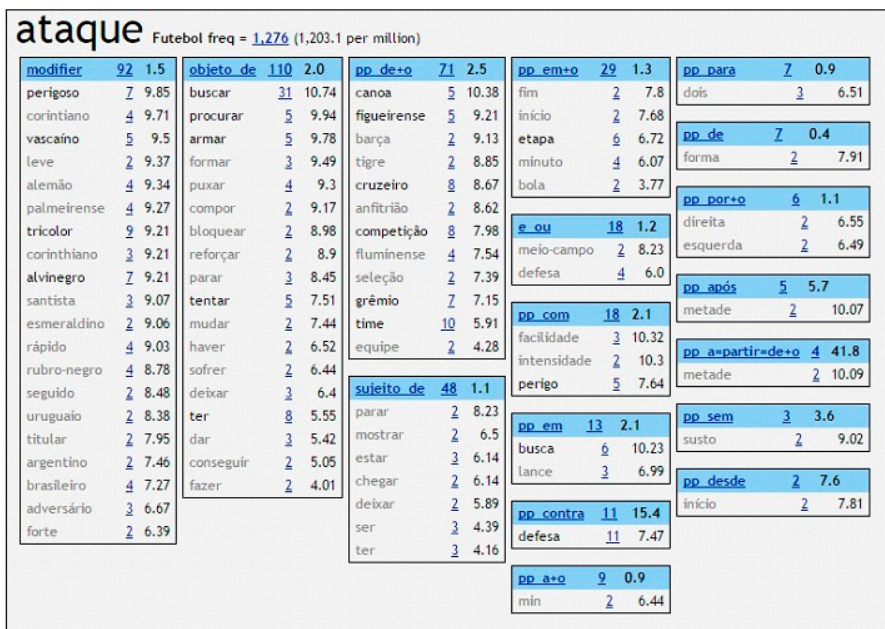 ataque Futebol freq = 1,276 (1,203.1 per million)
modifier 92 1.5
perigoso 7 9.85
corintiano 4 9.71
vascaíno 5 9.5
leve 2 9.37
alemão 4 9.34
palmeirense 4 9.27
tricolor 9 9.21
corinthiano 3 9.21
alvinegro 7 9.21
santista 3 9.07
esmeraldino 2 9.06
rápido 4 9.03
rubro-negro 4 8.78
seguido 2 8.48
uruguaio 2 8.38
titular 2 7.95
argentino 2 7.46
brasileiro 4 7.27
adversário 3 6.67
forte 2 6.39
objeto_de 110 2.0
buscar 31 10.74
procurar 5 9.94
armar 5 9.78
formar 3 9.49
puxar 4 9.3
compor 2 9.17
bloquear 2 8.98
reforçar 2 8.9
parar 3 8.45
tentar 5 7.51
mudar 2 7.44
haver 2 6.52
sofrer 2 6.44
deixar 3 6.4
ter 8 5.55
dar 3 5.42
conseguir 2 5.05
fazer 2 4.01
pp_de+o 71 2.5
canoa 5 10.38
figueirense 5 9.21
barça 2 9.13
tigre 2 8.85
cruzeiro 8 8.67
anfitrião 2 8.62
competição 8 7.98
fluminense 4 7.54
seleção 2 7.39
grêmio 7 7.15
time 10 5.91
equipe 2 4.28
sujeito_de 48 1.1
parar 2 8.23
mostrar 2 6.5
estar 3 6.14
chegar 2 6.14
deixar 2 5.89
ser 3 4.39
ter 3 4.16
pp_em+o 29 1.3
fim 2 7.8
início 2 7.68
etapa 6 6.72
minuto 4 6.07
bola 2 3.77
e_ou 18 1.2
meio-campo 2 8.23
defesa 4 6.0
pp_com 18 2.1
facilidade 3 10.32
intensidade 2 10.3
perigo 5 7.64
pp_em 13 2.1
busca 6 10.23
lance 3 6.99
pp_contra 11 15.4
defesa 11 7.47
pp_a+o 9 0.9
min 2 6.44
pp_para 7 0.9
dois 3 6.51
pp_de 7 0.4
forma 2 7.91
pp_por+o 6 1.1
direita 2 6.55
esquerda 2 6.49
pp_após 5 5.7
metade 2 10.07
pp_a=partir=de+o 4 41.8
metade 2 10.09
pp_sem 3 3.6
susto 2 9.02
pp_desde 2 7.6
início 2 7.81